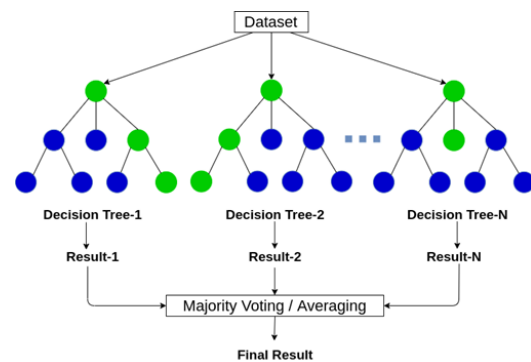 Dataset
Decision Tree-1
Decision Tree-2
Decision Tree-N
Result-1
Result-2
Result-N
Majority Voting / Averaging
Final Result